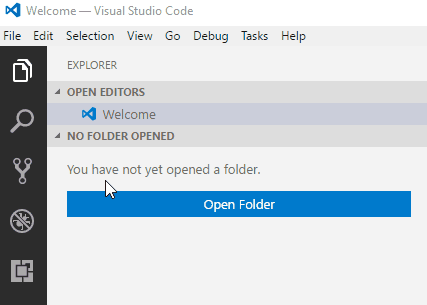 Welcome — Visual Studio Code
File Edit Selection View Go Debug Tasks Help
EXPLORER
OPEN EDITORS
Welcome
NO FOLDER OPENED
You have not yet opened a folder.
Open Folder